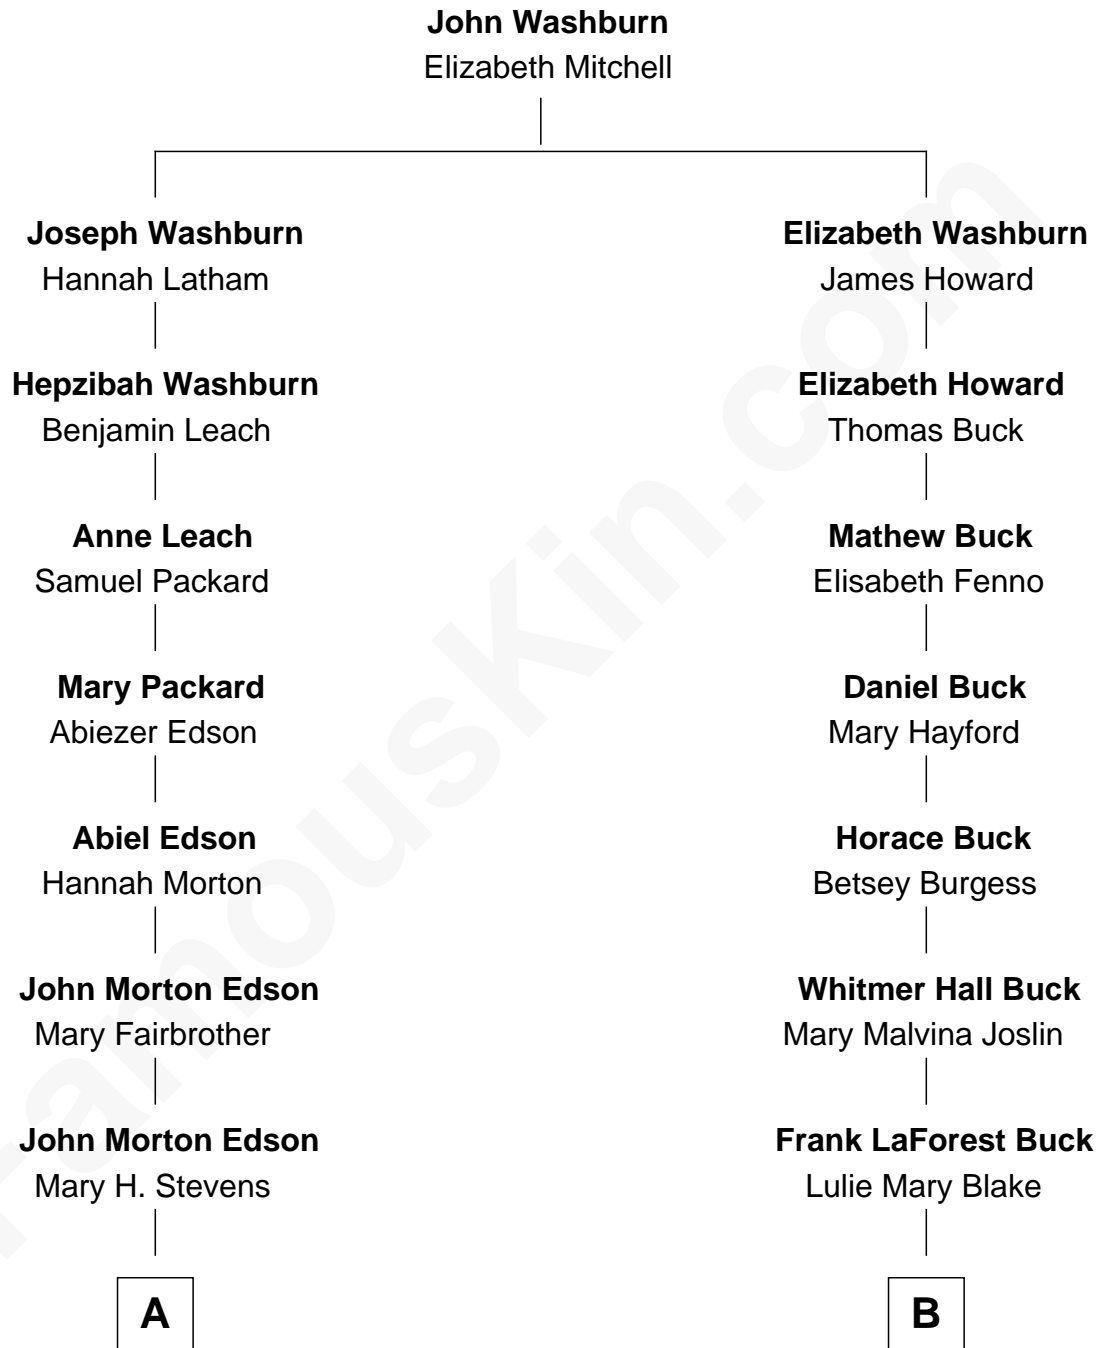 John Washburn
Elizabeth Mitchell
Joseph Washburn
Hannah Latham
Elizabeth Washburn
James Howard
Hepzibah Washburn
Benjamin Leach
Elizabeth Howard
Thomas Buck
Anne Leach
Samuel Packard
Mathew Buck
Elisabeth Fenno
Mary Packard
Abiezer Edson
Daniel Buck
Mary Hayford
Abiel Edson
Hannah Morton
Horace Buck
Betsey Burgess
John Morton Edson
Mary Fairbrother
Whitmer Hall Buck
Mary Malvina Joslin
John Morton Edson
Mary H. Stevens
Frank LaForest Buck
Lulie Mary Blake
A
B
FamousKin.com